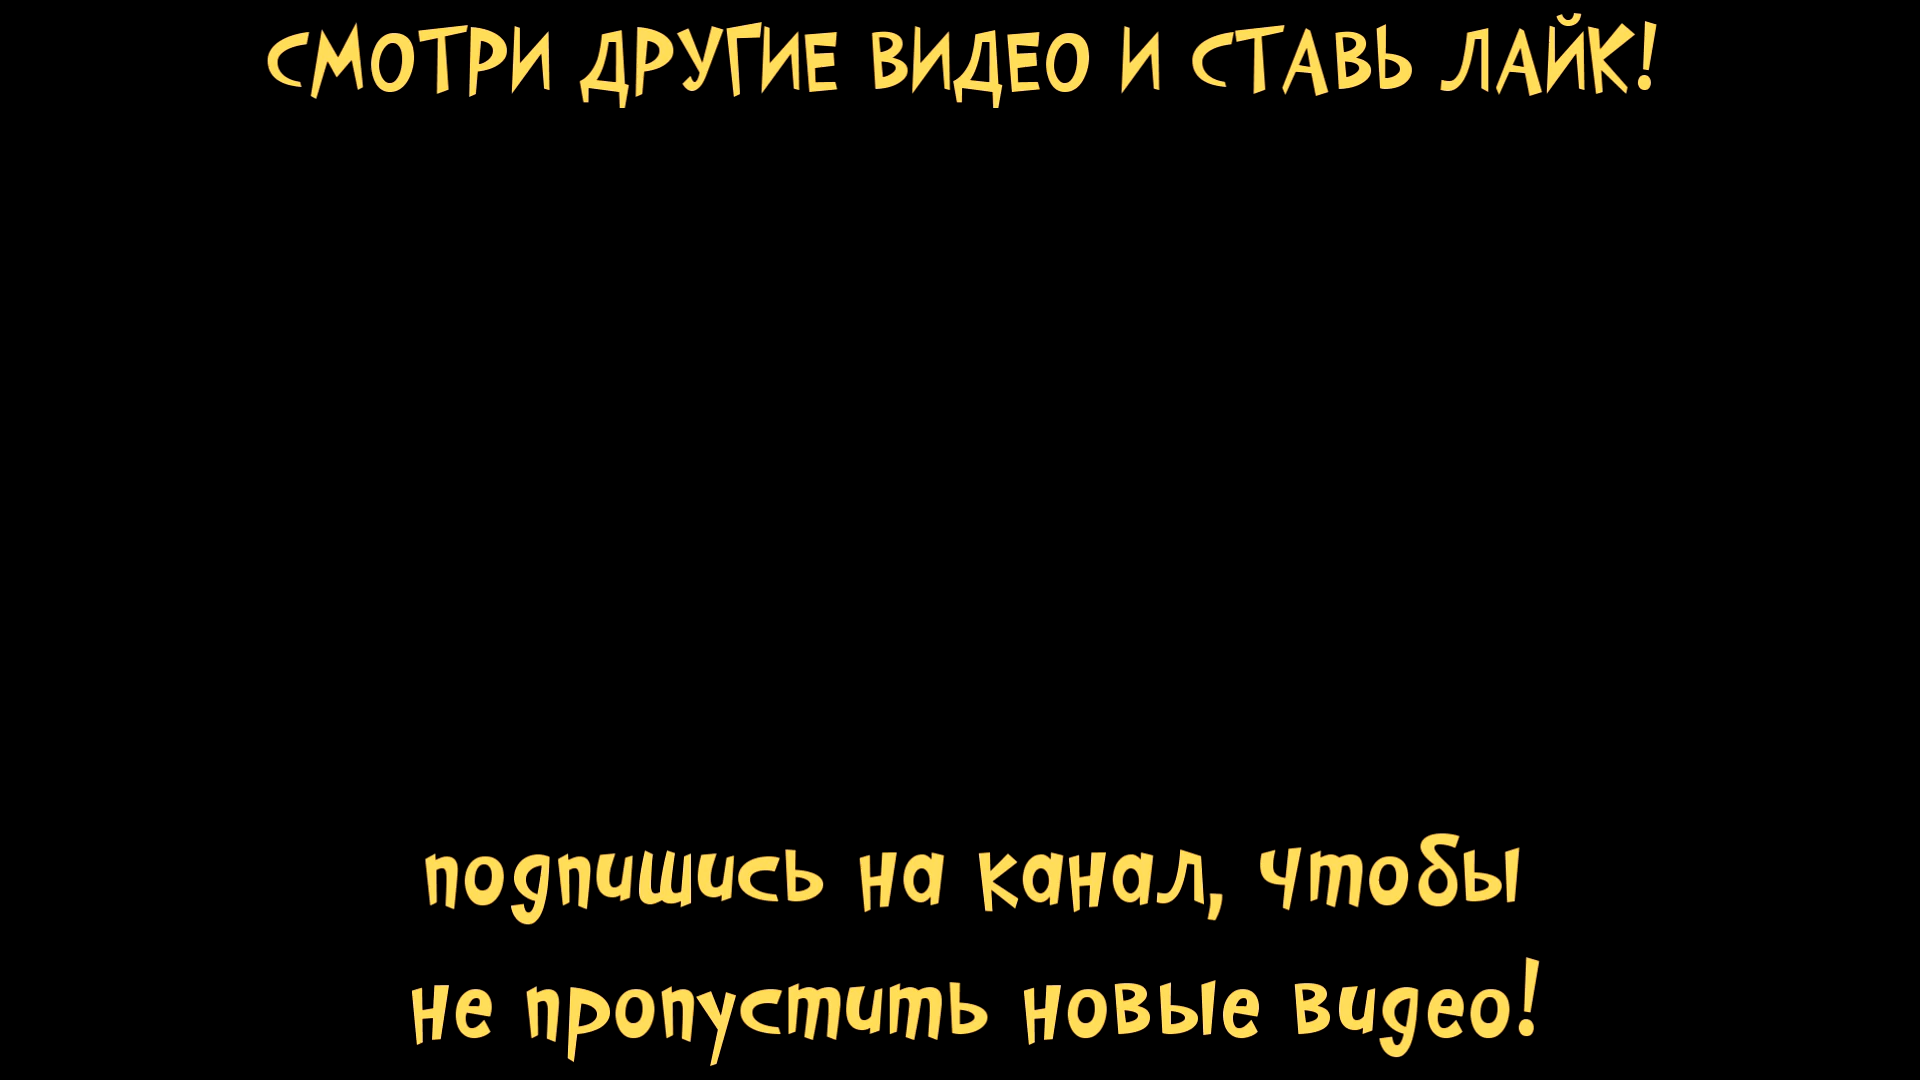 СМОТРИ ДРУГИЕ ВИДЕО И СТАВЬ ЛАЙК!
подпишись на канал, чтобы
не пропустить новые видео!